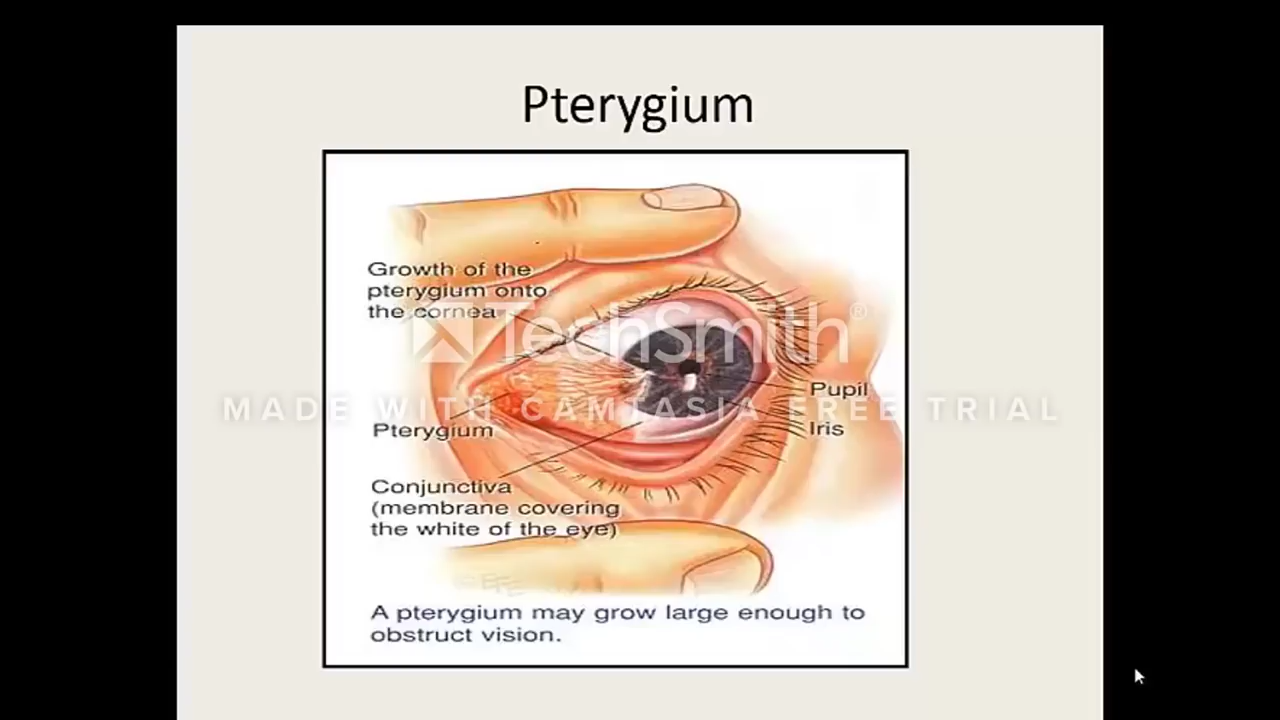 Pterygium
Growth of the
pterygium onto
the cornea
TechSmith®
Pupil
MADE WITH CAMTASIA FREE TRIAL
Pterygium
Iris
Conjunctiva
(membrane covering
the white of the eye)
A pterygium may grow large enough to
obstruct vision.